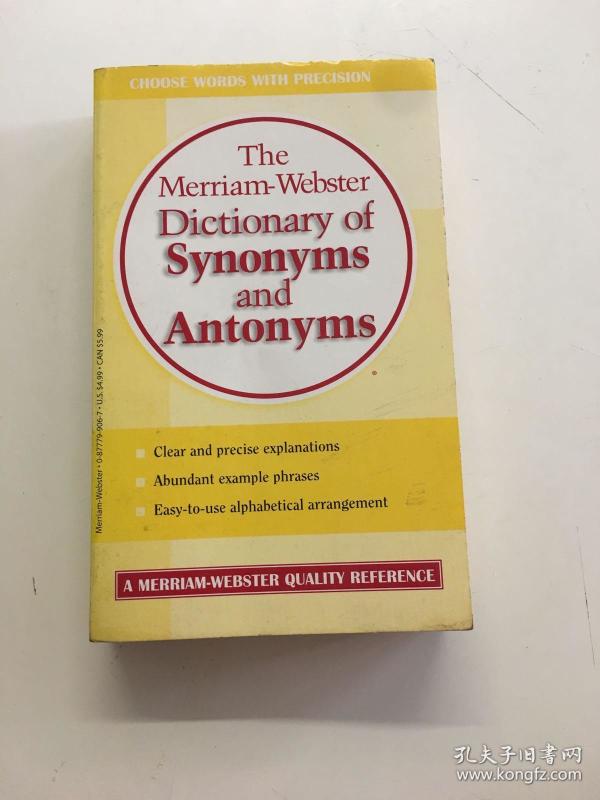 CHOOSE WORDS WITH PRECISION
The
Merriam-Webster
Dictionary of
Synonyms
and
Antonyms
®
Clear and precise explanations
Abundant example phrases
Easy-to-use alphabetical arrangement
A MERRIAM-WEBSTER QUALITY REFERENCE
Merriam-Webster • 0-87779-906-7 • U.S. $4.99 • CAN $5.99
孔夫子旧書网
www.kongfz.com